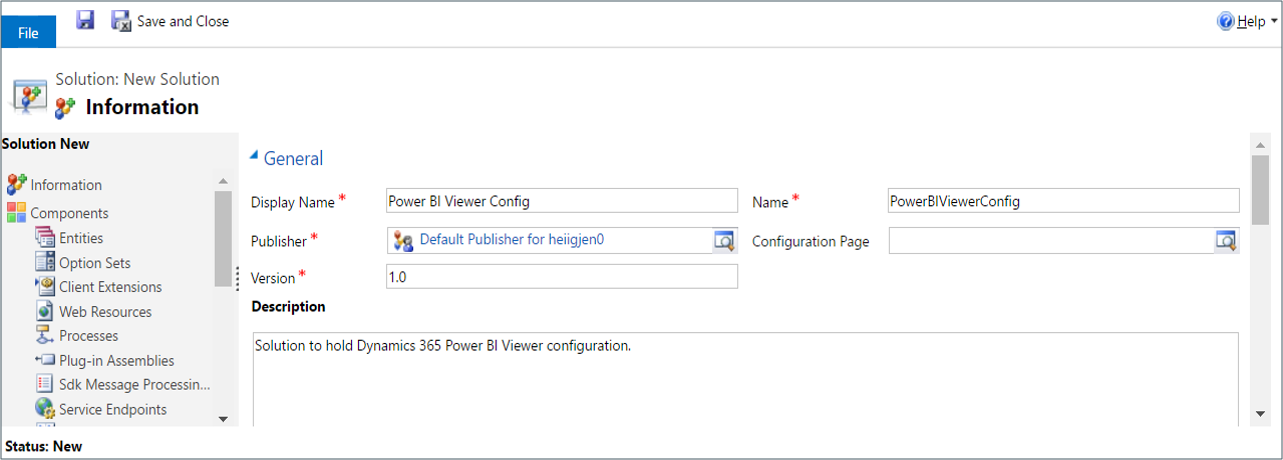 File
Save and Close
Help
Solution: New Solution
Information
Solution New
Information
Components
Entities
Option Sets
Client Extensions
Web Resources
Processes
Plug-in Assemblies
Sdk Message Processin...
Service Endpoints
General
Display Name * Power BI Viewer Config Name * PowerBIViewerConfig
Publisher * Default Publisher for heiigjen0 Configuration Page
Version * 1.0
Description
Solution to hold Dynamics 365 Power BI Viewer configuration.
Status: New